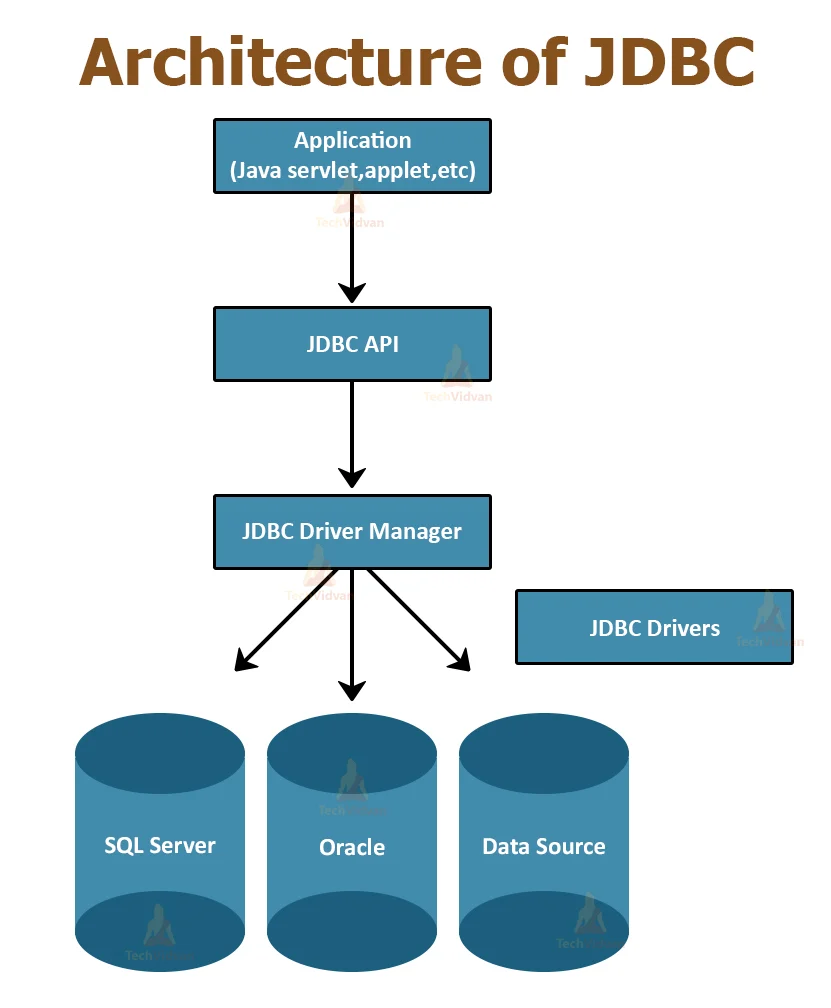 Architecture of JDBC
Application
(Java servlet,applet,etc)
TechVidvan
JDBC API
TechVidvan
JDBC Driver Manager
TechVidvan
JDBC Drivers
TechVidvan
TechVidvan
SQL Server
Oracle
Data Source
TechVidvan
TechVidvan